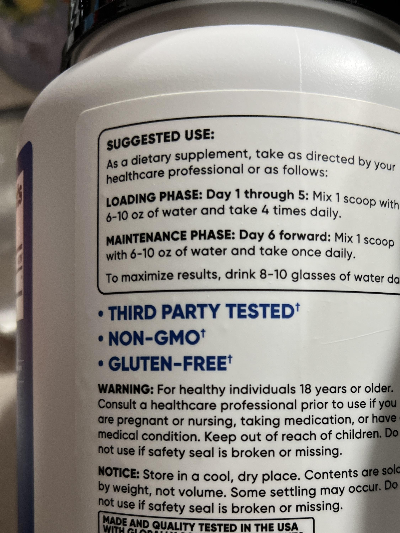 SUGGESTED USE:
As a dietary supplement, take as directed by your
healthcare professional or as follows:
LOADING PHASE: Day 1 through 5: Mix 1 scoop with
6-10 oz of water and take 4 times daily.
MAINTENANCE PHASE: Day 6 forward: Mix 1 scoop
with 6-10 oz of water and take once daily.
To maximize results, drink 8-10 glasses of water
• THIRD PARTY TESTED†
• NON-GMO†
• GLUTEN-FREE†
WARNING: For healthy individuals 18 years or older.
Consult a healthcare professional prior to use if you
are pregnant or nursing, taking medication, or have
medical condition. Keep out of reach of children. Do
not use if safety seal is broken or missing.
NOTICE: Store in a cool, dry place. Contents are sold
by weight, not volume. Some settling may occur. Do
not use if safety seal is broken or missing.
MADE AND QUALITY TESTED IN THE USA